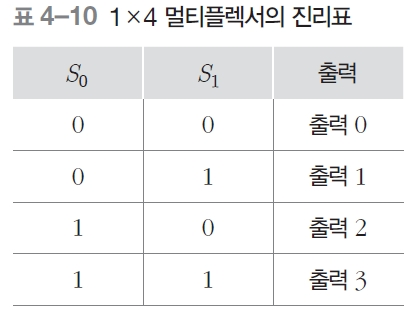 표 4-10 1×4 멀티플렉서의 진리표
S₀ S₁ 출력
0 0 출력 0
0 1 출력 1
1 0 출력 2
1 1 출력 3